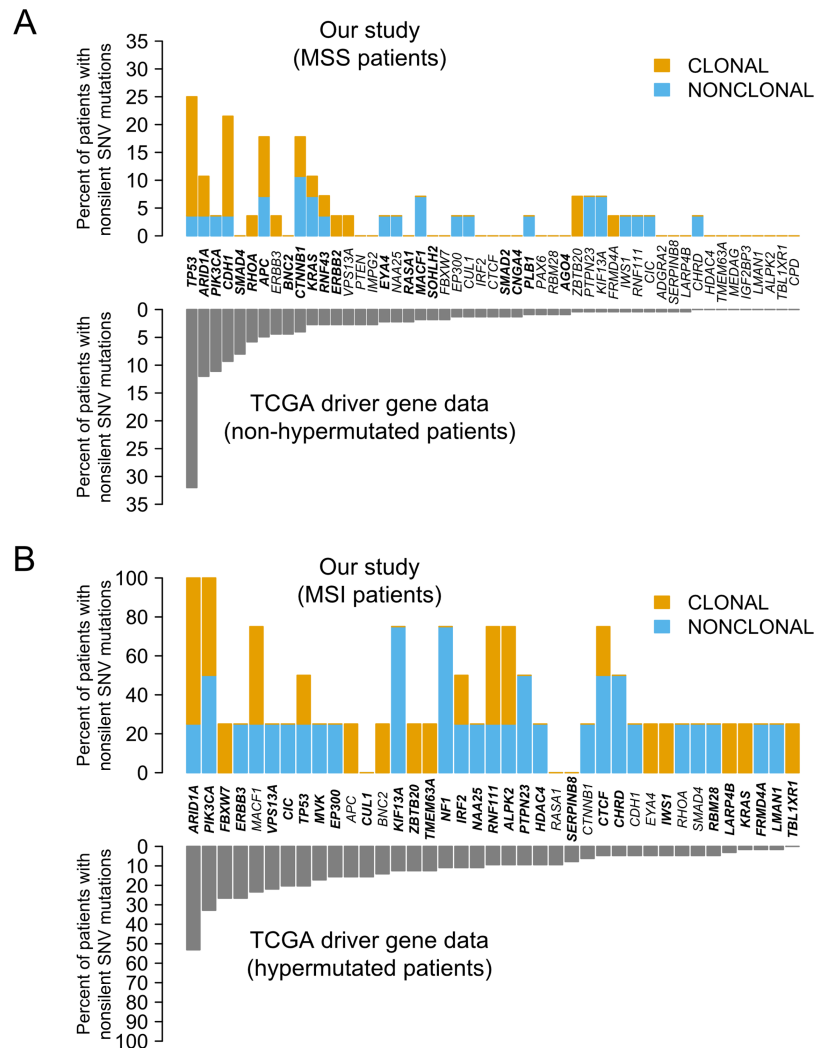 A
Our study
(MSS patients)
Percent of patients with
nonsilent SNV mutations
35
30
25
20
15
10
5
0
CLONAL
NONCLONAL
TP53 ARID1A PIK3CA CDH1 SMAD4 RHOA APC ERBB3 BNC2 CTNNB1 KRAS RNF43 ERBB2 VPS13A PTEN IMPG2 EYA4 NAA25 RASA1 MACF1 SOHLH2 FBXW7 EP300 CUL1 IRF2 CTCF SMAD2 CNGA4 PLB1 PAX6 RBM28 AGO4 ZBTB20 PTPN23 KIF13A FRMD4A IWS1 RNF111 CIC ADGRA2 SERPINB8 LARP4B CHRD HDAC4 TMEM63A MEDAG IGF2BP3 LMAN1 ALPK2 TBL1XR1 CPD
Percent of patients with
nonsilent SNV mutations
0
5
10
15
20
25
30
35
TCGA driver gene data
(non-hypermutated patients)
B
Our study
(MSI patients)
Percent of patients with
nonsilent SNV mutations
100
80
60
40
20
0
CLONAL
NONCLONAL
ARID1A PIK3CA FBXW7 ERBB3 MACF1 VPS13A CIC TP53 MVK EP300 APC CUL1 BNC2 KIF13A ZBTB20 TMEM63A NF1 IRF2 NAA25 RNF111 ALPK2 PTPN23 HDAC4 RASA1 SERPINB8 CTNNB1 CTCF CHRD CDH1 EYA4 IWS1 RHOA SMAD4 RBM28 LARP4B KRAS FRMD4A LMAN1 TBL1XR1
Percent of patients with
nonsilent SNV mutations
0
10
20
30
40
50
60
70
80
90
100
TCGA driver gene data
(hypermutated patients)